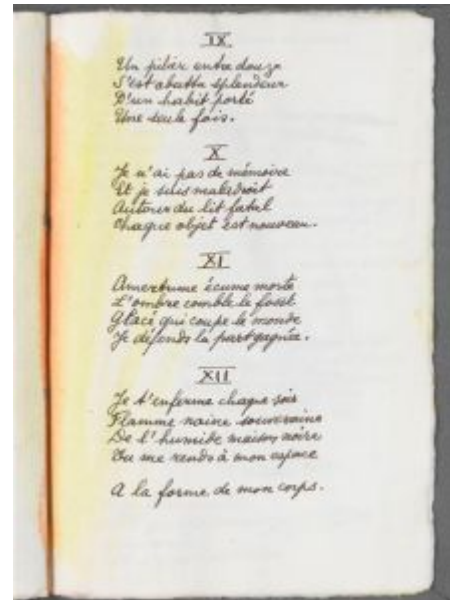 IX
Un pilier entre douze
S'est abattu splendeur
D'un habit porté
Une seule fois.
X
Je n'ai pas de mémoire
Et je suis maladroit
Autour du lit fatal
Chaque objet est nouveau.
XI
Amertume écume morte
L'ombre comble le fossé
Glacé qui coupe le monde
Je défends la part gagnée.
XII
Je t'enferme chaque soir
Flamme naine souveraine
De l'humide maison noire
Tu me rends à mon espace
A la forme de mon corps.